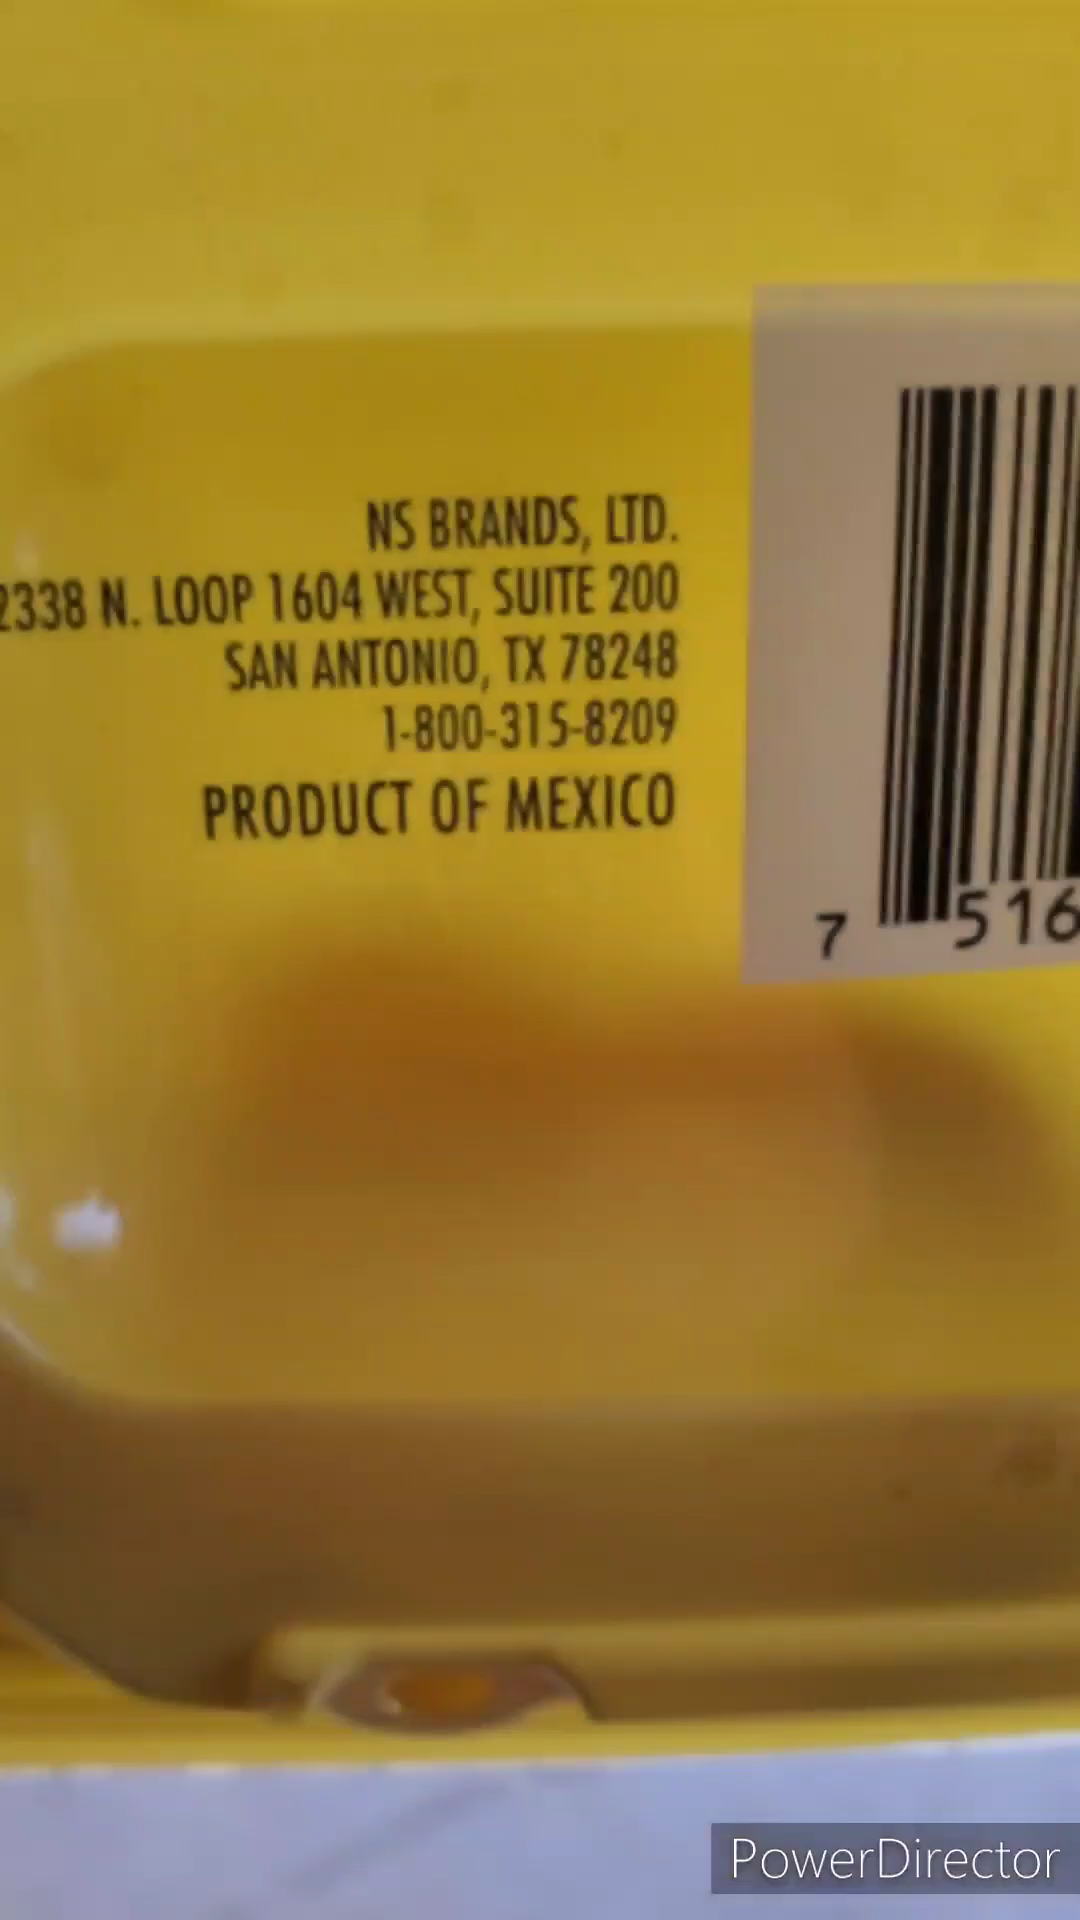 NS BRANDS, LTD.
2338 N. LOOP 1604 WEST, SUITE 200
SAN ANTONIO, TX 78248
1-800-315-8209
PRODUCT OF MEXICO
7 516
PowerDirector